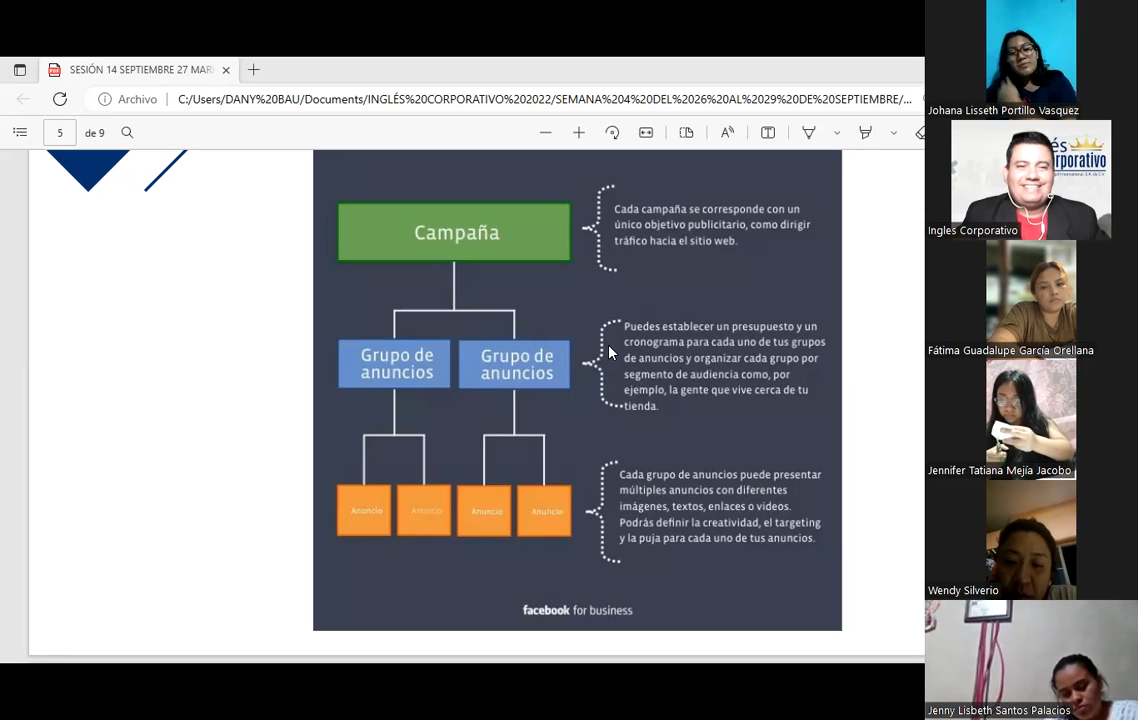 SESIÓN 14 SEPTIEMBRE 27 MAR
Archivo
C:/Users/DANY%20BAU/Documents/INGLÉS%20CORPORATIVO%202022/SEMANA%204%20DEL%2026%20AL%2029%20DE%20SEPTIEMBRE/...
5
de 9
Campaña
Cada campaña se corresponde con un
único objetivo publicitario, como dirigir
tráfico hacia el sitio web.
Grupo de
anuncios
Grupo de
anuncios
Puedes establecer un presupuesto y un
cronograma para cada uno de tus grupos
de anuncios y organizar cada grupo por
segmento de audiencia como, por
ejemplo, la gente que vive cerca de tu
tienda.
Anuncio
Anuncio
Anuncio
Anuncio
Cada grupo de anuncios puede presentar
múltiples anuncios con diferentes
imágenes, textos, enlaces o videos.
Podrás definir la creatividad, el targeting
y la puja para cada uno de tus anuncios.
facebook for business
Johana Lisseth Portillo Vasquez
és
rporativo
Ingles Corporativo
Fátima Guadalupe García Orellana
Jennifer Tatiana Mejía Jacobo
Wendy Silverio
Jenny Lisbeth Santos Palacios